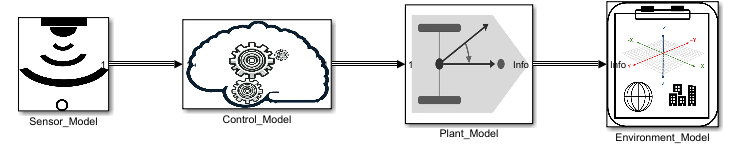 1
1
Info
Info
-X
-Y
Sensor_Model
Control_Model
Plant_Model
Environment_Model